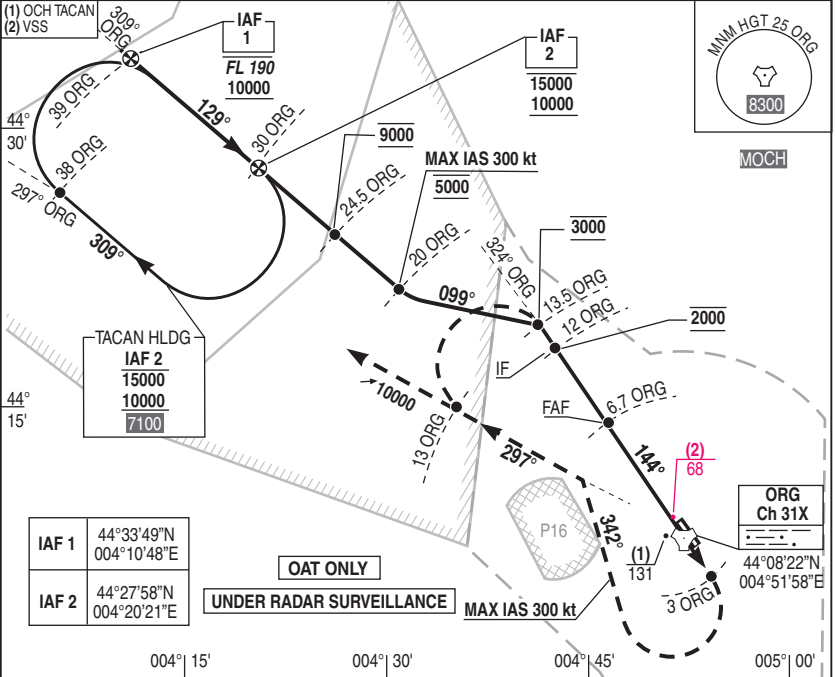 (1) OCH TACAN
(2) VSS
309°
ORG
IAF
1
FL 190
10000
IAF
2
15000
10000
MNM HGT 25 ORG
8300
MOCH
39 ORG
129°
30 ORG
44°
30'
38 ORG
297° ORG
309°
9000
24.5 ORG
MAX IAS 300 kt
5000
20 ORG
099°
324° ORG
3000
13.5 ORG
12 ORG
2000
IF
TACAN HLDG
IAF 2
15000
10000
7100
10000
44°
15'
13 ORG
297°
FAF
6.7 ORG
144°
(2)
68
P16
342°
(1)
131
ORG
Ch 31X
44°08'22"N
004°51'58"E
3 ORG
IAF 1
44°33'49"N
004°10'48"E
IAF 2
44°27'58"N
004°20'21"E
OAT ONLY
UNDER RADAR SURVEILLANCE
MAX IAS 300 kt
004° 15'
004° 30'
004° 45'
005° 00'